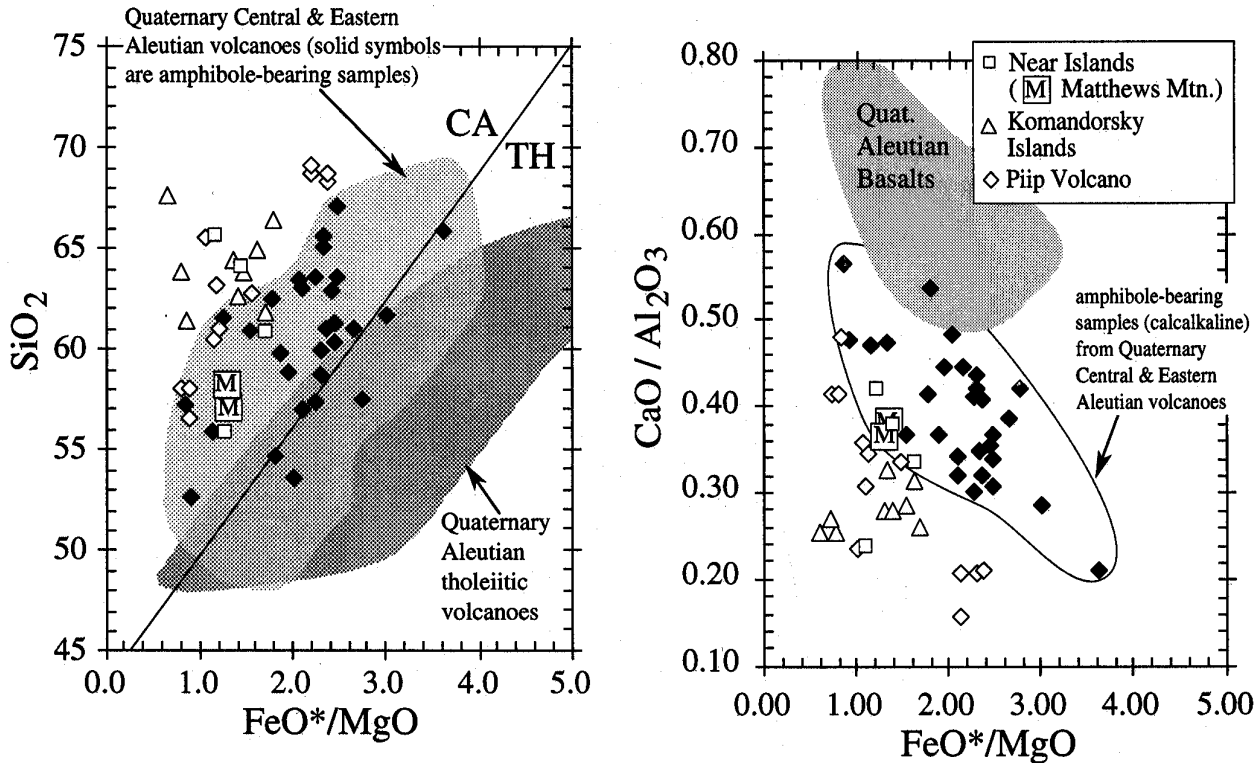 Quaternary Central & Eastern
Aleutian volcanoes (solid symbols
are amphibole-bearing samples)
75
70
65
60
55
50
45
SiO2
CA
TH
M
M
Quaternary
Aleutian
tholeiitic
volcanoes
0.0
1.0
2.0
3.0
4.0
5.0
FeO*/MgO
0.80
0.70
0.60
0.50
0.40
0.30
0.20
0.10
CaO / Al2O3
Quat.
Aleutian
Basalts
Near Islands
( M Matthews Mtn.)
Komandorsky
Islands
Piip Volcano
amphibole-bearing
samples (calcalkaline)
from Quaternary
Central & Eastern
Aleutian volcanoes
M
M
0.00
1.00
2.00
3.00
4.00
5.00
FeO*/MgO